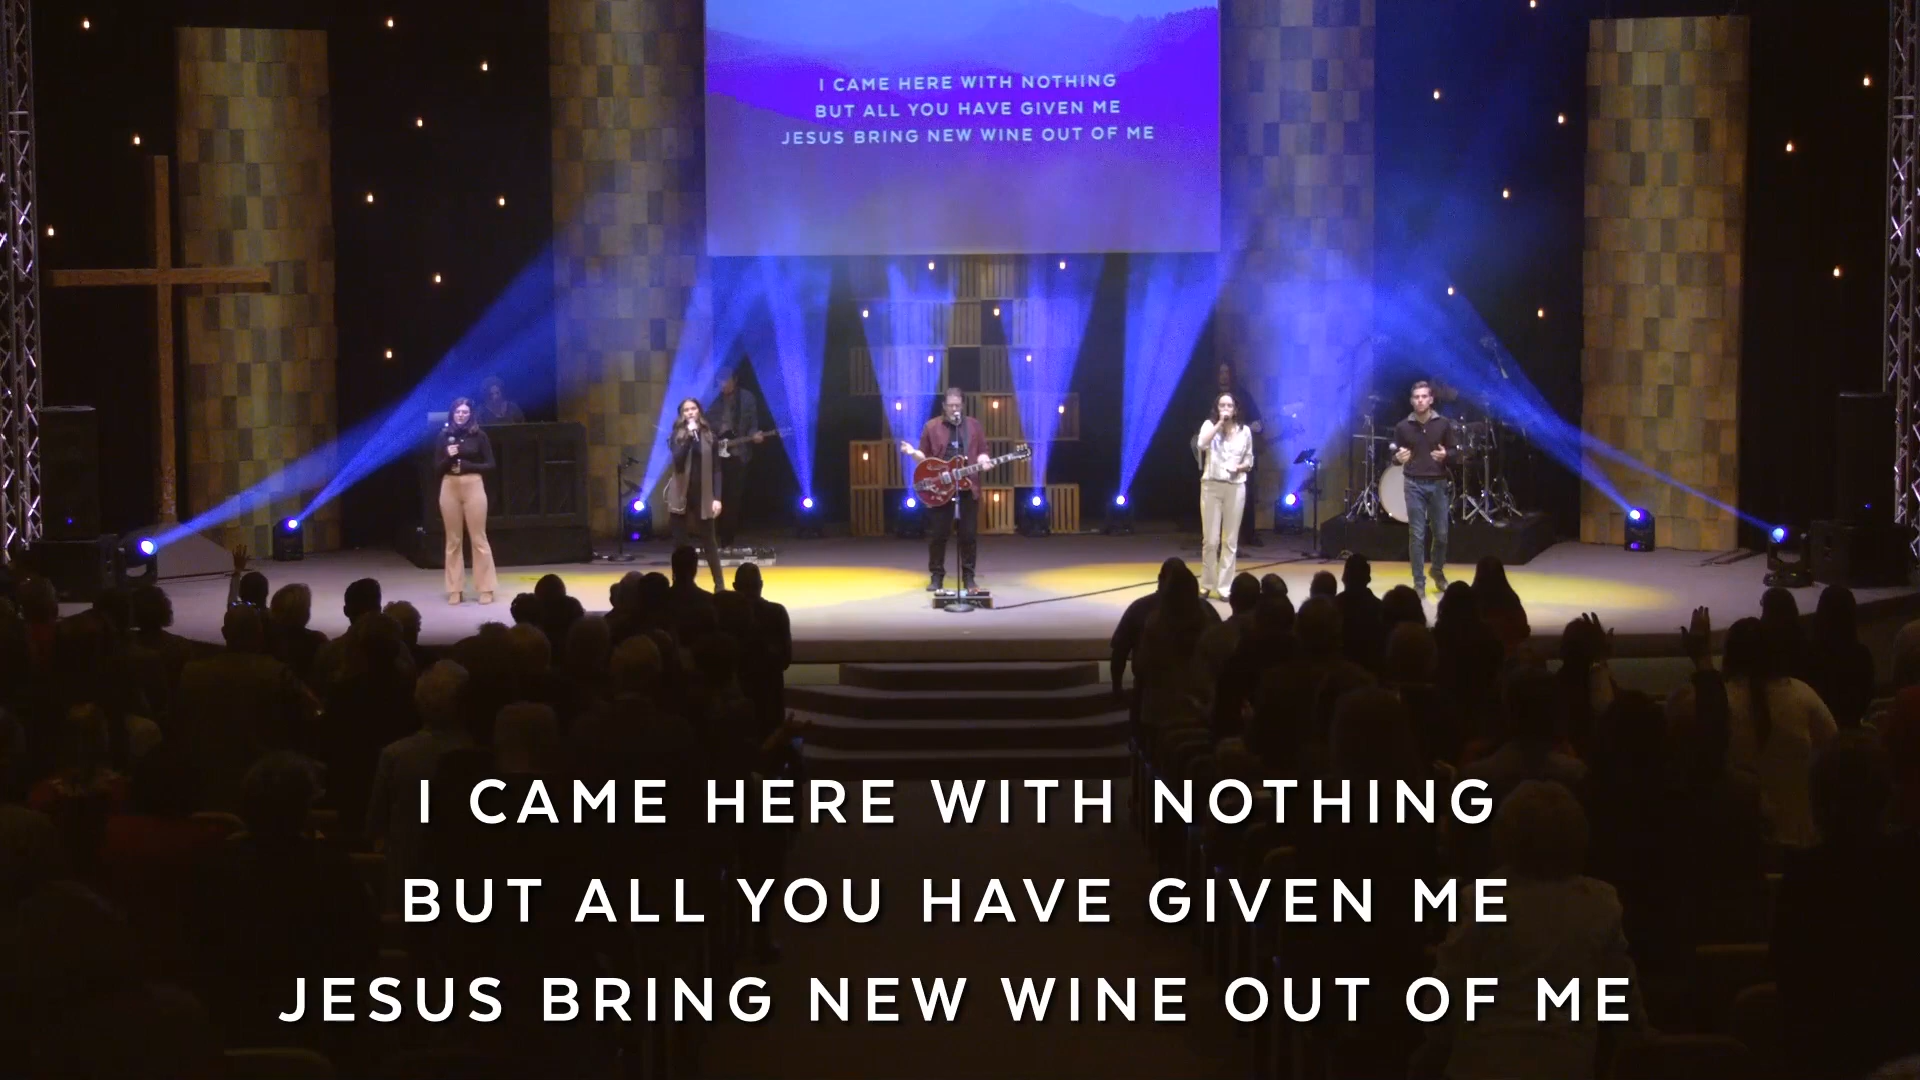 I CAME HERE WITH NOTHING
BUT ALL YOU HAVE GIVEN ME
JESUS BRING NEW WINE OUT OF ME
I CAME HERE WITH NOTHING
BUT ALL YOU HAVE GIVEN ME
JESUS BRING NEW WINE OUT OF ME